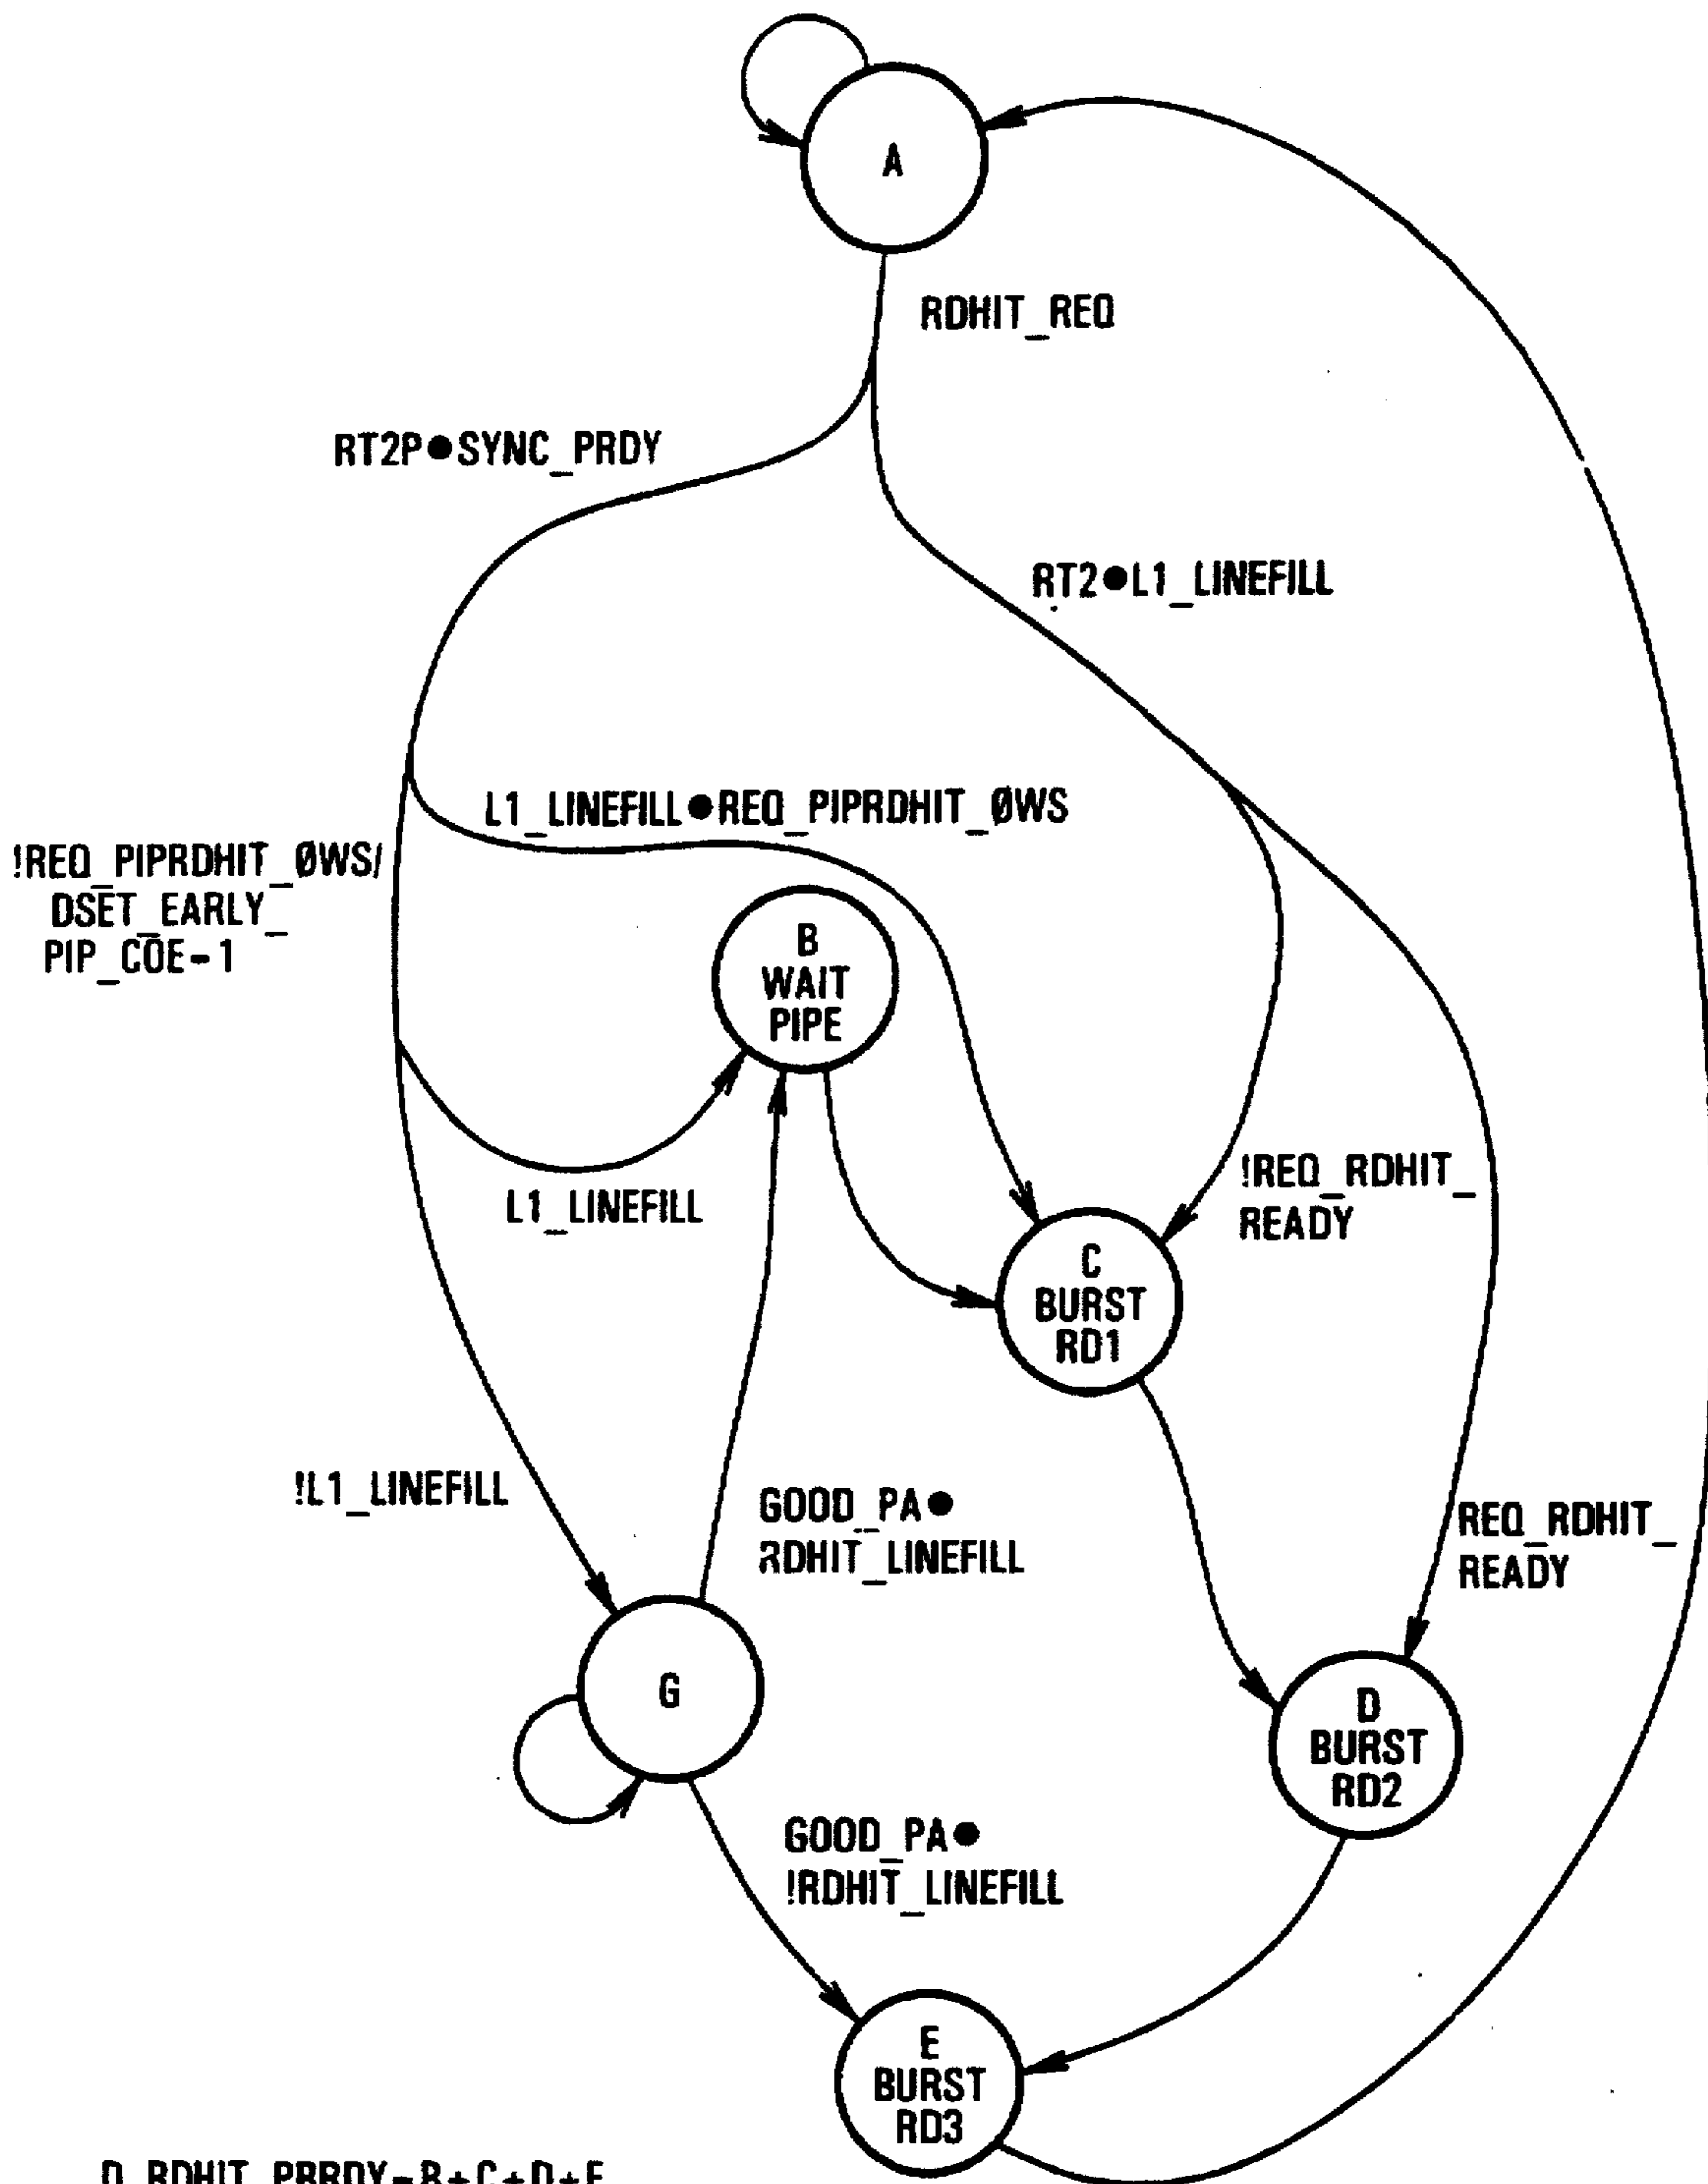 A
RDHIT_REQ
RT2P●SYNC_PRDY
RT2●L1_LINEFILL
L1_LINEFILL●REQ_PIPRDHIT_ØWS
!REQ_PIPRDHIT_ØWS/
DSET_EARLY_
PIP_COE-1
B
WAIT
PIPE
L1_LINEFILL
!REQ_RDHIT_
READY
C
BURST
RD1
!L1_LINEFILL
GOOD_PA●
RDHIT_LINEFILL
REQ_RDHIT_
READY
G
D
BURST
RD2
GOOD_PA●
!RDHIT_LINEFILL
E
BURST
RD3
D_RDHIT_PBRDY=B+C+D+E